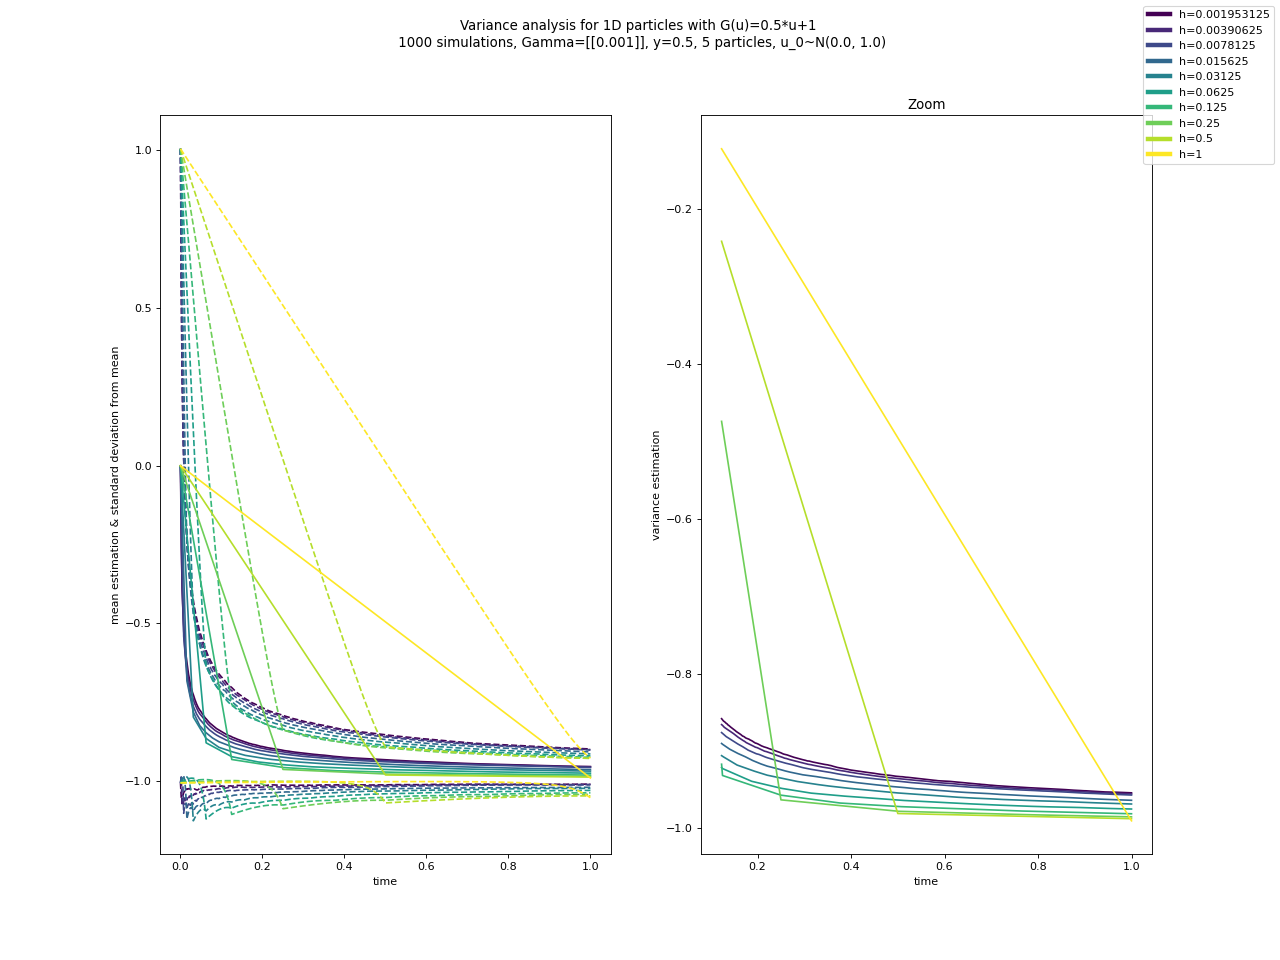 Variance analysis for 1D particles with G(u)=0.5*u+1
1000 simulations, Gamma=[[0.001]], y=0.5, 5 particles, u_0~N(0.0, 1.0)
h=0.001953125
h=0.00390625
h=0.0078125
h=0.015625
h=0.03125
h=0.0625
h=0.125
h=0.25
h=0.5
h=1
mean estimation & standard deviation from mean
1.0
0.5
0.0
−0.5
−1.0
0.0 0.2 0.4 0.6 0.8 1.0
time
Zoom
variance estimation
−0.2
−0.4
−0.6
−0.8
−1.0
0.2 0.4 0.6 0.8 1.0
time